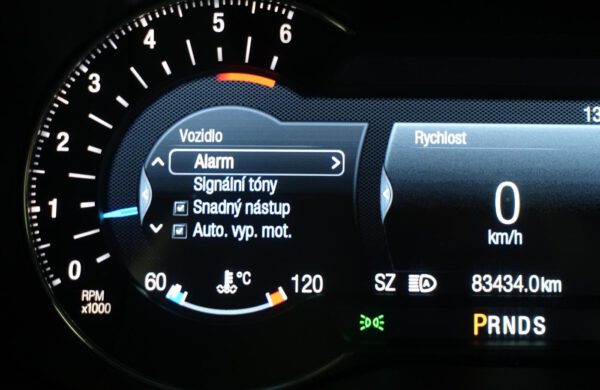 6
5
4
3
2
1
0
RPM
x1000
Vozidlo
Alarm >
Signální tóny
Snadný nástup
Auto. vyp. mot.
60 °C 120
13
Rychlost
0
km/h
SZ A 83434.0km
PRNDS